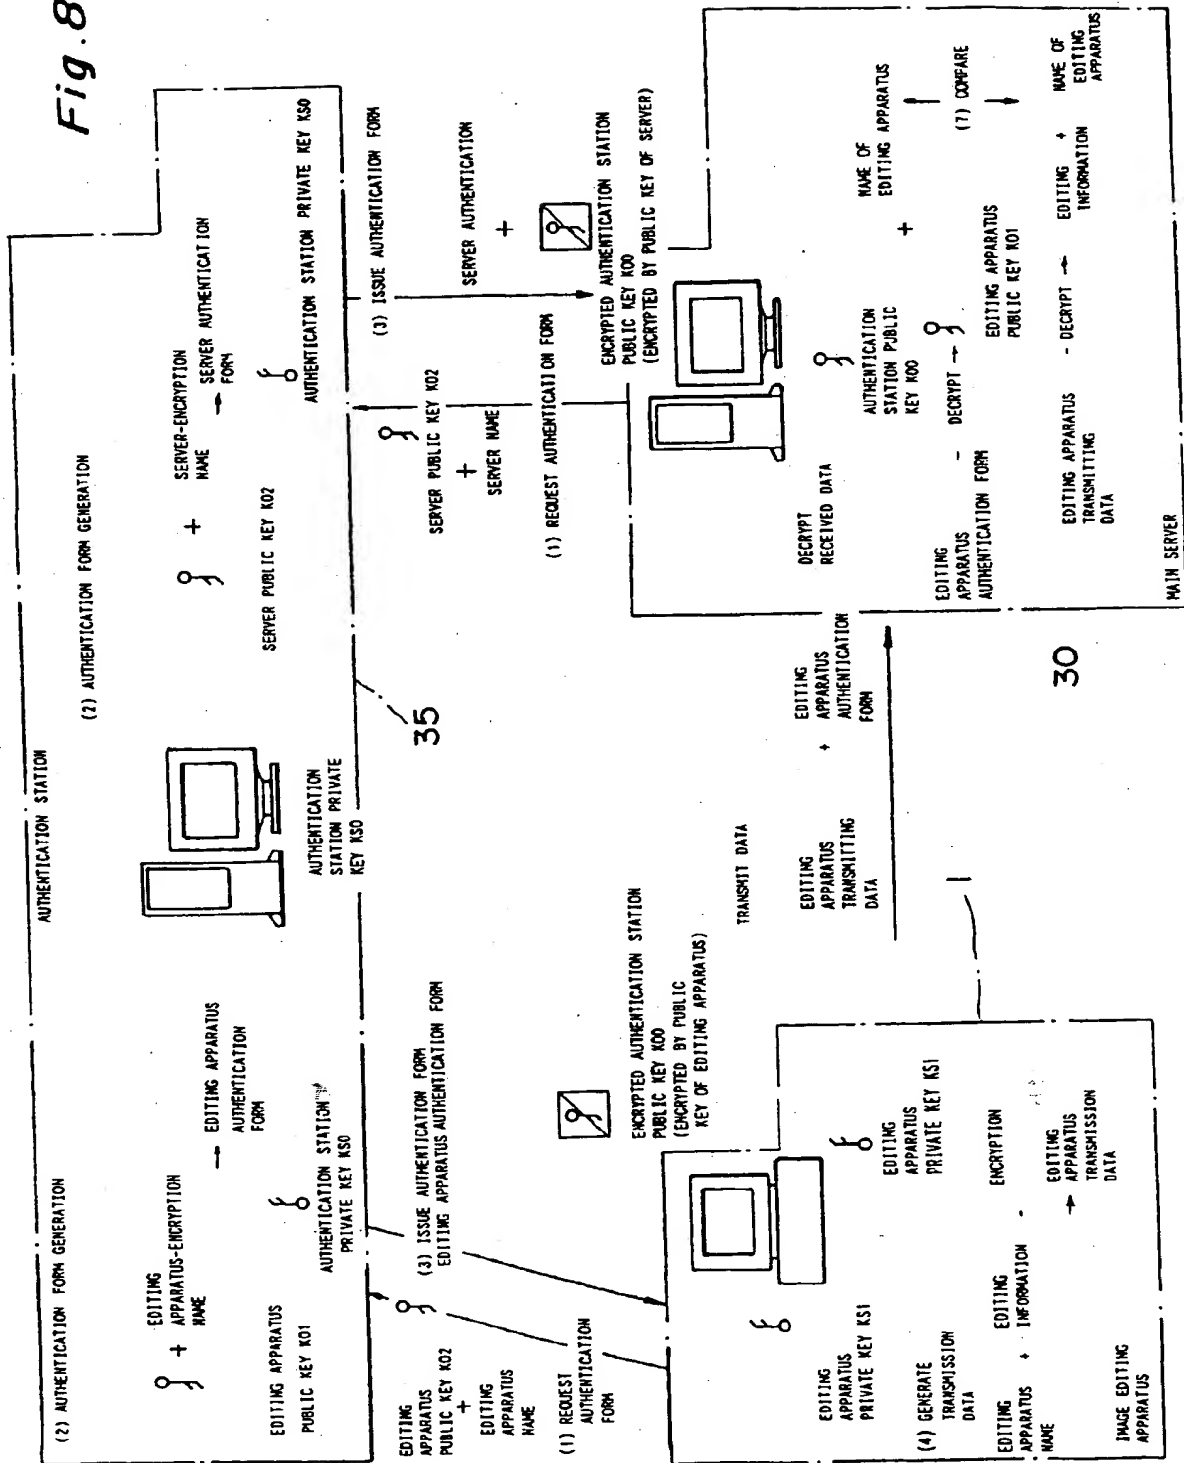 Fig. 8
AUTHENTICATION STATION
(2) AUTHENTICATION FORM GENERATION
EDITING
APPARATUS-ENCRYPTION
NAME
+
→ EDITING APPARATUS
AUTHENTICATION
FORM
EDITING APPARATUS
PUBLIC KEY K01
AUTHENTICATION STATION
PRIVATE KEY KS0
AUTHENTICATION
STATION PRIVATE
KEY KS0
(2) AUTHENTICATION FORM GENERATION
+
SERVER-ENCRYPTION
NAME
→
SERVER AUTHENTICATION
FORM
SERVER PUBLIC KEY K02
AUTHENTICATION STATION PRIVATE KEY KS0
35
EDITING
APPARATUS
PUBLIC KEY K02
+
EDITING
APPARATUS
NAME
(1) REQUEST
AUTHENTICATION
FORM
(3) ISSUE AUTHENTICATION FORM
EDITING APPARATUS AUTHENTICATION FORM
ENCRYPTED AUTHENTICATION STATION
PUBLIC KEY K00
(ENCRYPTED BY PUBLIC
KEY OF EDITING APPARATUS)
SERVER PUBLIC KEY K02
+
SERVER NAME
(1) REQUEST AUTHENTICATION FORM
(3) ISSUE AUTHENTICATION FORM
SERVER AUTHENTICATION
+
ENCRYPTED AUTHENTICATION STATION
PUBLIC KEY K00
(ENCRYPTED BY PUBLIC KEY OF SERVER)
EDITING
APPARATUS
PRIVATE KEY KS1
EDITING
APPARATUS
PRIVATE KEY KS1
(4) GENERATE
TRANSMISSION
DATA
ENCRYPTION
EDITING
APPARATUS
NAME
+
EDITING
INFORMATION
-
→ EDITING
APPARATUS
TRANSMISSION
DATA
IMAGE EDITING
APPARATUS
1
TRANSMIT DATA
EDITING
APPARATUS
TRANSMITTING
DATA
+
EDITING
APPARATUS
AUTHENTICATION
FORM
30
DECRYPT
RECEIVED DATA
AUTHENTICATION
STATION PUBLIC
KEY K00
EDITING
APPARATUS
AUTHENTICATION FORM
- DECRYPT →
EDITING APPARATUS
PUBLIC KEY K01
+
NAME OF
EDITING APPARATUS
(7) COMPARE
EDITING APPARATUS
TRANSMITTING
DATA
- DECRYPT →
EDITING
INFORMATION
+
NAME OF
EDITING
APPARATUS
MAIN SERVER